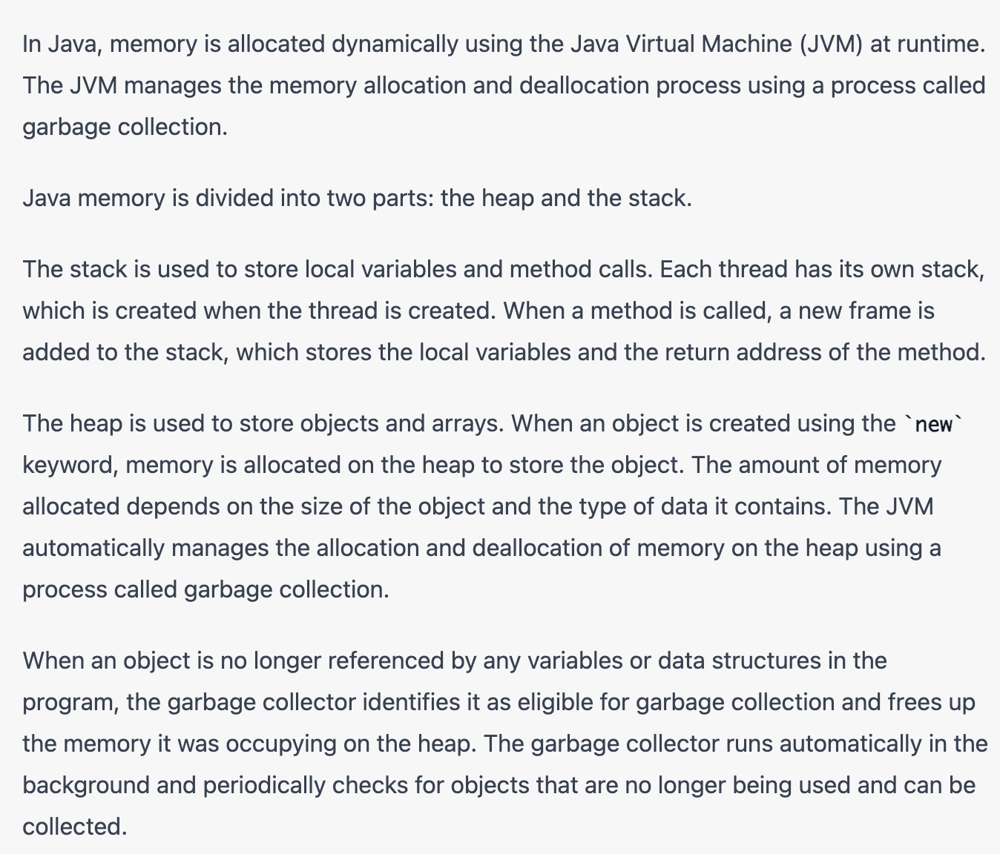 In Java, memory is allocated dynamically using the Java Virtual Machine (JVM) at runtime.
The JVM manages the memory allocation and deallocation process using a process called
garbage collection.
Java memory is divided into two parts: the heap and the stack.
The stack is used to store local variables and method calls. Each thread has its own stack,
which is created when the thread is created. When a method is called, a new frame is
added to the stack, which stores the local variables and the return address of the method.
The heap is used to store objects and arrays. When an object is created using the `new`
keyword, memory is allocated on the heap to store the object. The amount of memory
allocated depends on the size of the object and the type of data it contains. The JVM
automatically manages the allocation and deallocation of memory on the heap using a
process called garbage collection.
When an object is no longer referenced by any variables or data structures in the
program, the garbage collector identifies it as eligible for garbage collection and frees up
the memory it was occupying on the heap. The garbage collector runs automatically in the
background and periodically checks for objects that are no longer being used and can be
collected.